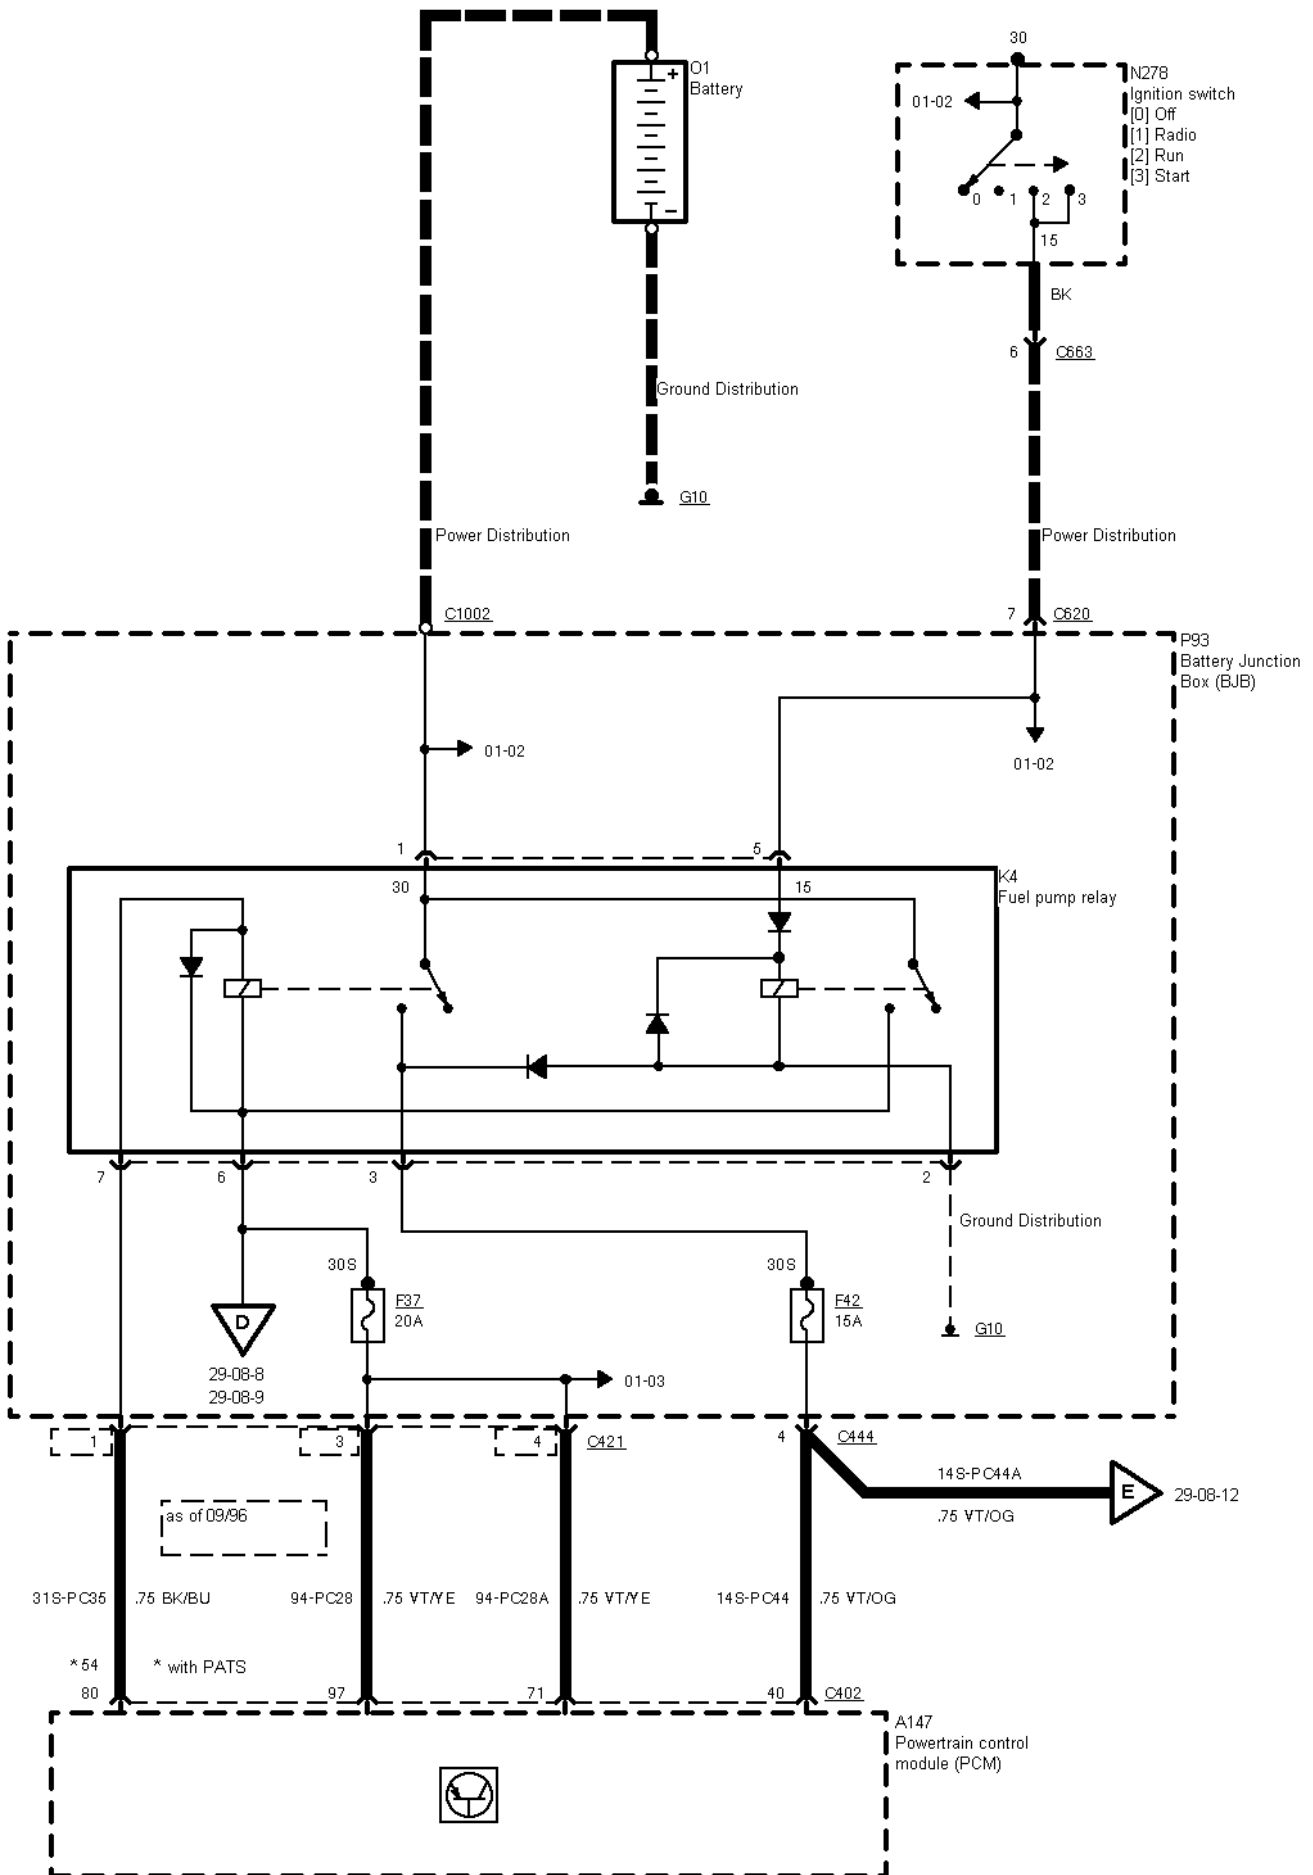 30
+
O1
Battery
N278
Ignition switch
[0] Off
[1] Radio
[2] Run
[3] Start
01-02
0
1
2
3
–
15
BK
6
C663
Ground Distribution
G10
Power Distribution
Power Distribution
C1002
7
C620
P93
Battery Junction
Box (BJB)
01-02
01-02
1
5
K4
Fuel pump relay
30
15
7
6
3
2
Ground Distribution
30S
30S
F37
20A
F42
15A
D
G10
29-08-8
29-08-9
01-03
1
3
4
C421
4
C444
14S-PC44A
E
29-08-12
.75 VT/OG
as of 09/96
31S-PC35
.75 BK/BU
94-PC28
.75 VT/YE
94-PC28A
.75 VT/YE
14S-PC44
.75 VT/OG
* 54
* with PATS
80
97
71
40
C402
A147
Powertrain control
module (PCM)